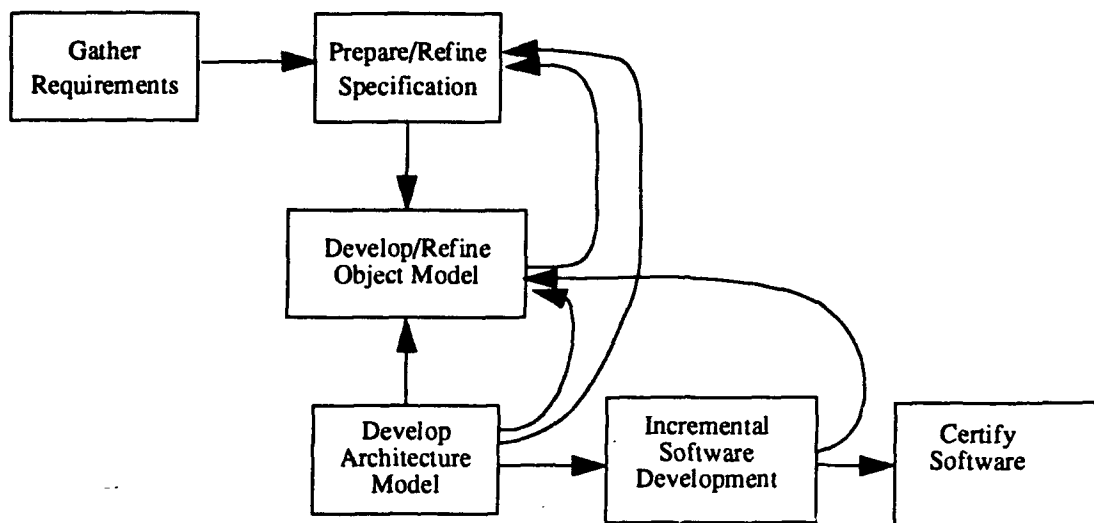 Gather
Requirements
Prepare/Refine
Specification
Develop/Refine
Object Model
Develop
Architecture
Model
Incremental
Software
Development
Certify
Software